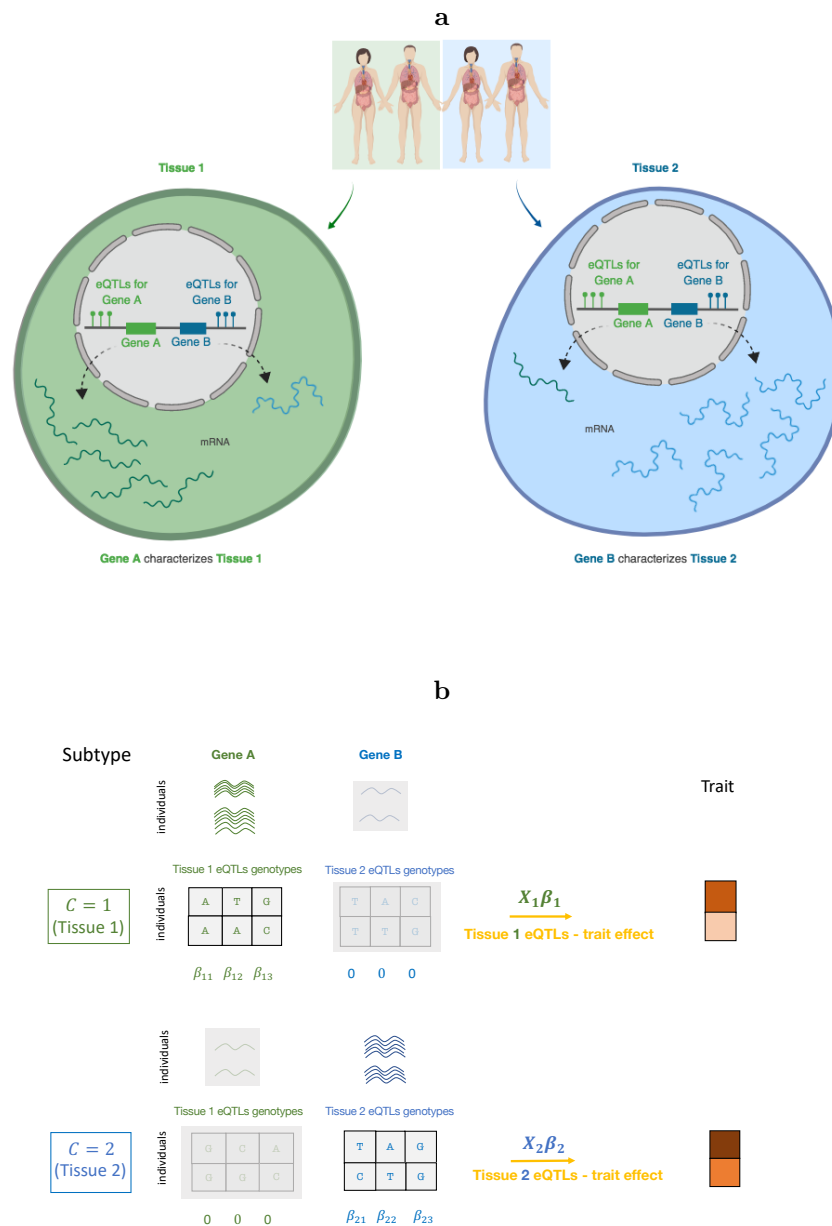 a
Tissue 1
Tissue 2
eQTLs for
Gene A
eQTLs for
Gene B
Gene A
Gene B
mRNA
eQTLs for
Gene A
eQTLs for
Gene B
Gene A
Gene B
mRNA
Gene A characterizes Tissue 1
Gene B characterizes Tissue 2
b
Subtype
Gene A
Gene B
Trait
individuals
Tissue 1 eQTLs genotypes
Tissue 2 eQTLs genotypes
C = 1
(Tissue 1)
individuals
A T G
A A C
T A C
T T G
X₁β₁
Tissue 1 eQTLs - trait effect
β₁₁ β₁₂ β₁₃
0 0 0
individuals
Tissue 1 eQTLs genotypes
Tissue 2 eQTLs genotypes
C = 2
(Tissue 2)
individuals
G C A
G G C
T A G
C T G
X₂β₂
Tissue 2 eQTLs - trait effect
0 0 0
β₂₁ β₂₂ β₂₃